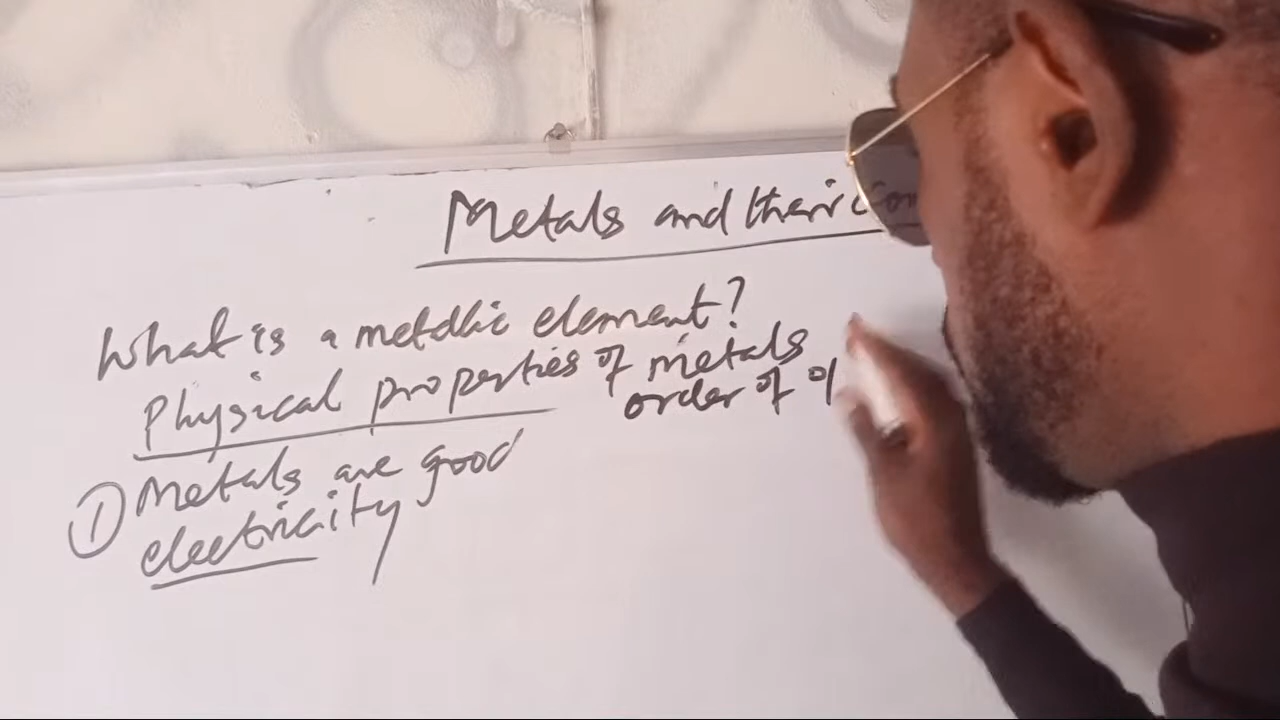 Metals and their
What is a metallic element?
Physical properties of metals
order of
① Metals are good
electricity